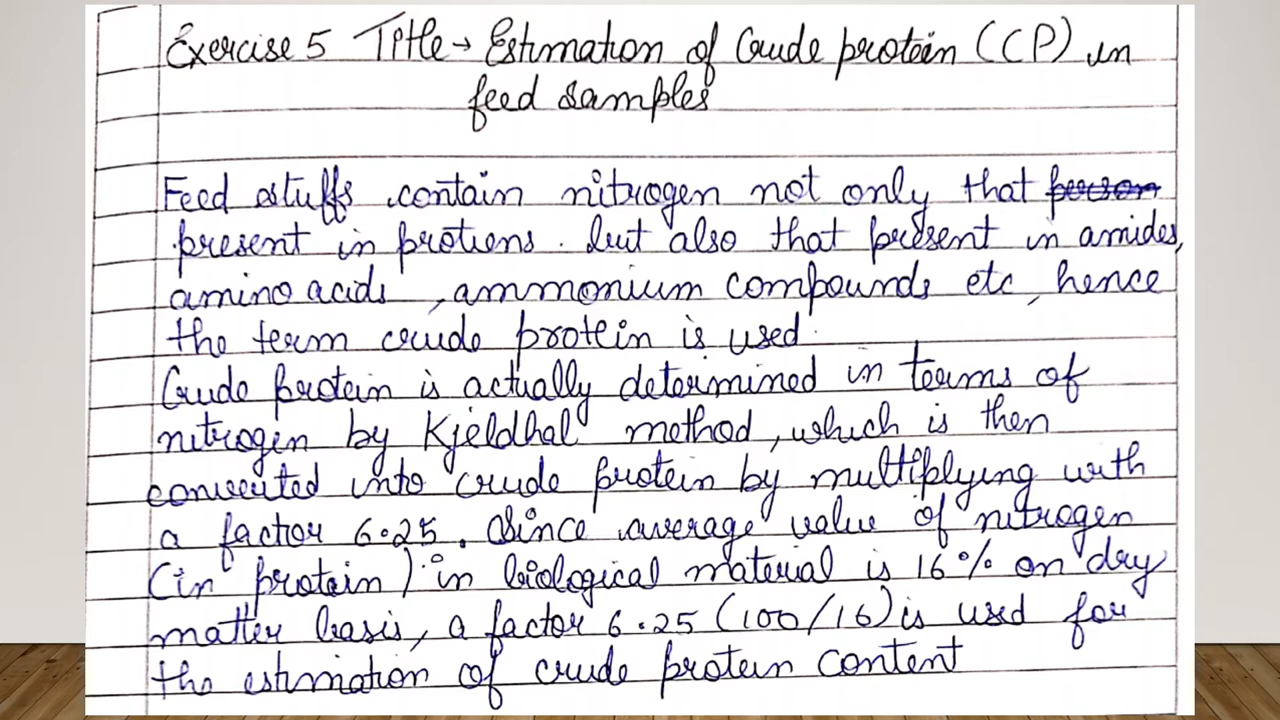 Exercise 5 Title → Estimation of Crude protein (CP) in
feed samples
Feed stuffs contain nitrogen not only that person
present in protions. but also that present in amides,
amino acids, ammonium compounds etc, hence
the term crude protein is used.
Crude protein is actually determined in terms of
nitrogen by Kjeldhal method, which is then
converted into crude protein by multiplying with
a factor 6.25. Since average value of nitrogen
(in protein) in biological material is 16% on dry
matter basis, a factor 6.25 (100/16) is used for
the estimation of crude protein content